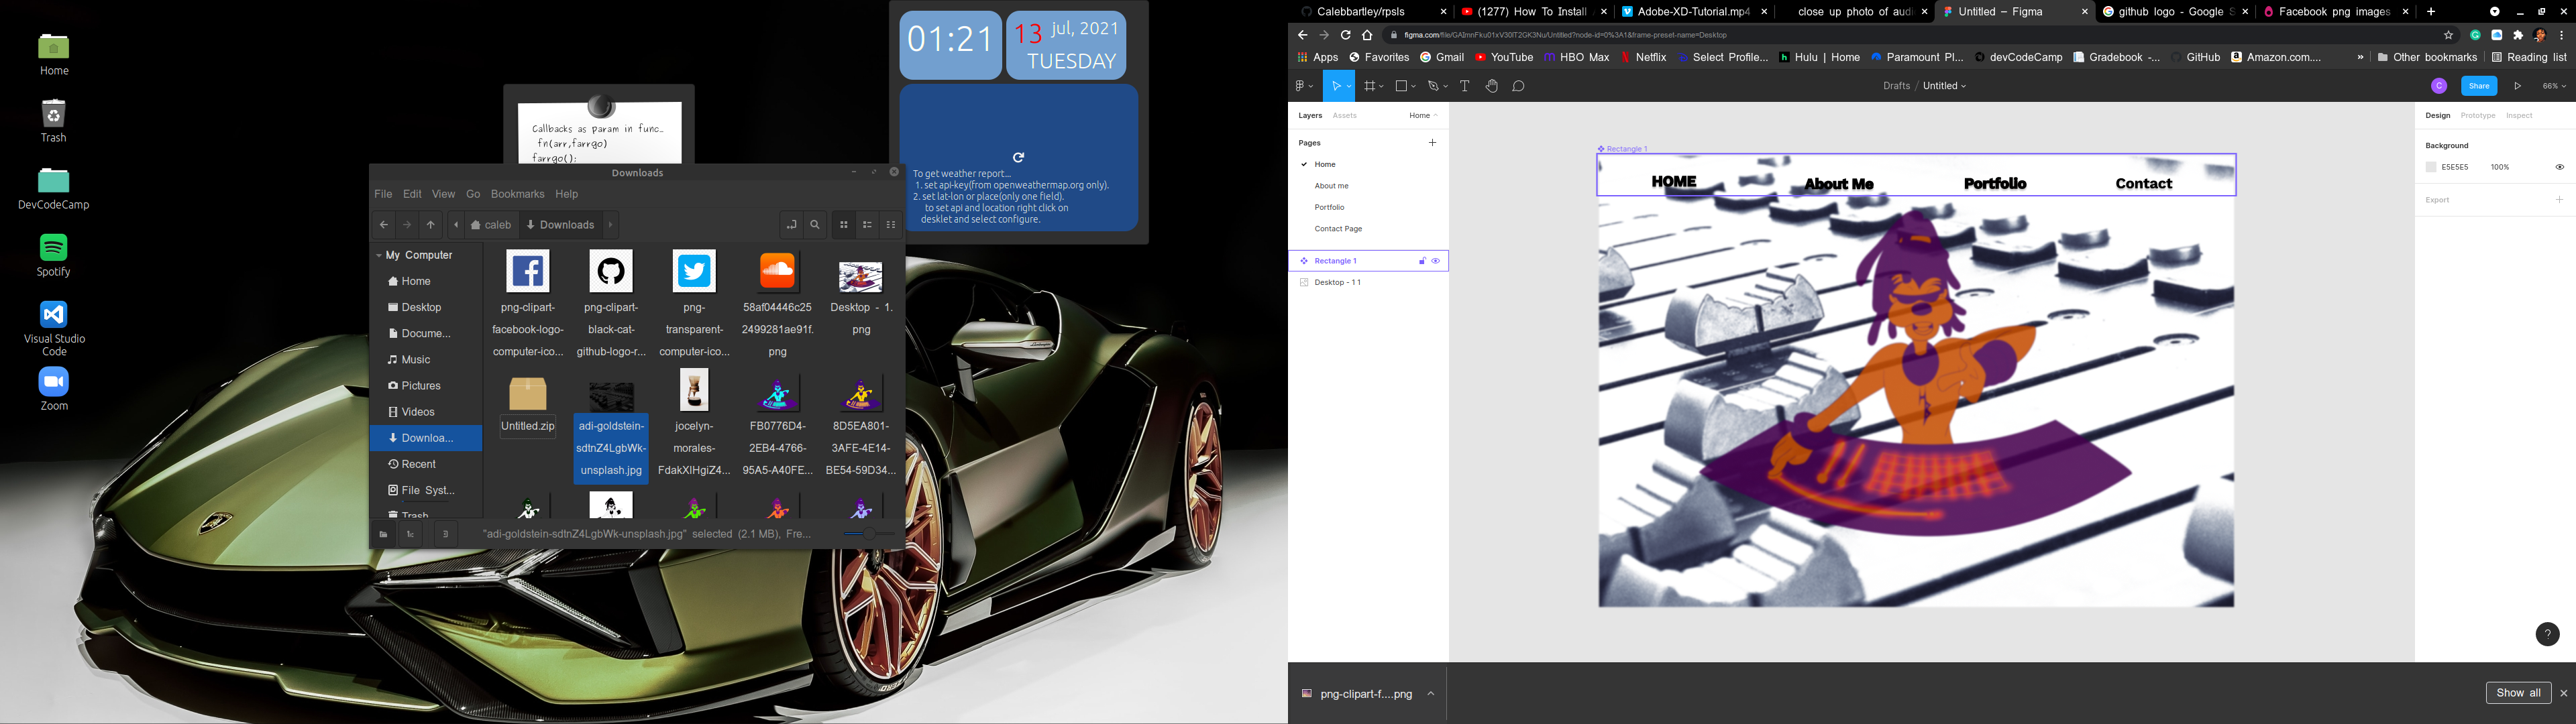 Home
Trash
DevCodeCamp
Spotify
Visual Studio
Code
Zoom
Callbacks as param in func...
fn(arr,farrgo)
farrgo():
01:21
13 jul, 2021
TUESDAY
To get weather report...
1. set api-key(from openweathermap.org only).
2. set lat-lon or place(only one field).
to set api and location right click on
desklet and select configure.
Downloads
File Edit View Go Bookmarks Help
caleb Downloads
My Computer
Home
Desktop
Docume...
Music
Pictures
Videos
Downloa...
Recent
File Syst...
Trash
png-clipart-
facebook-logo-
computer-ico...
png-clipart-
black-cat-
github-logo-r...
png-
transparent-
computer-ico...
58af04446c25
2499281ae91f.
png
Desktop - 1.
png
Untitled.zip
adi-goldstein-
sdtnZ4LgbWk-
unsplash.jpg
jocelyn-
morales-
FdakXIHgiZ4...
FB0776D4-
2EB4-4766-
95A5-A40FE...
8D5EA801-
3AFE-4E14-
BE54-59D34...
"adi-goldstein-sdtnZ4LgbWk-unsplash.jpg" selected (2.1 MB), Fre...
Calebbartley/rpsls
(1277) How To Install
Adobe-XD-Tutorial.mp4
close up photo of audi
Untitled – Figma
github logo - Google S
Facebook png images
figma.com/file/GAImnFku01xV30IT2GK3Nu/Untitled?node-id=0%3A1&frame-preset-name=Desktop
Apps Favorites Gmail YouTube HBO Max Netflix Select Profile... Hulu | Home Paramount Pl... devCodeCamp Gradebook -... GitHub Amazon.com.... » Other bookmarks Reading list
Drafts / Untitled
C
Share
66%
Layers Assets Home
Pages
Home
About me
Portfolio
Contact Page
Rectangle 1
Desktop - 1 1
Rectangle 1
HOME About Me Portfolio Contact
Design Prototype Inspect
Background
E5E5E5 100%
Export
?
png-clipart-f....png
Show all